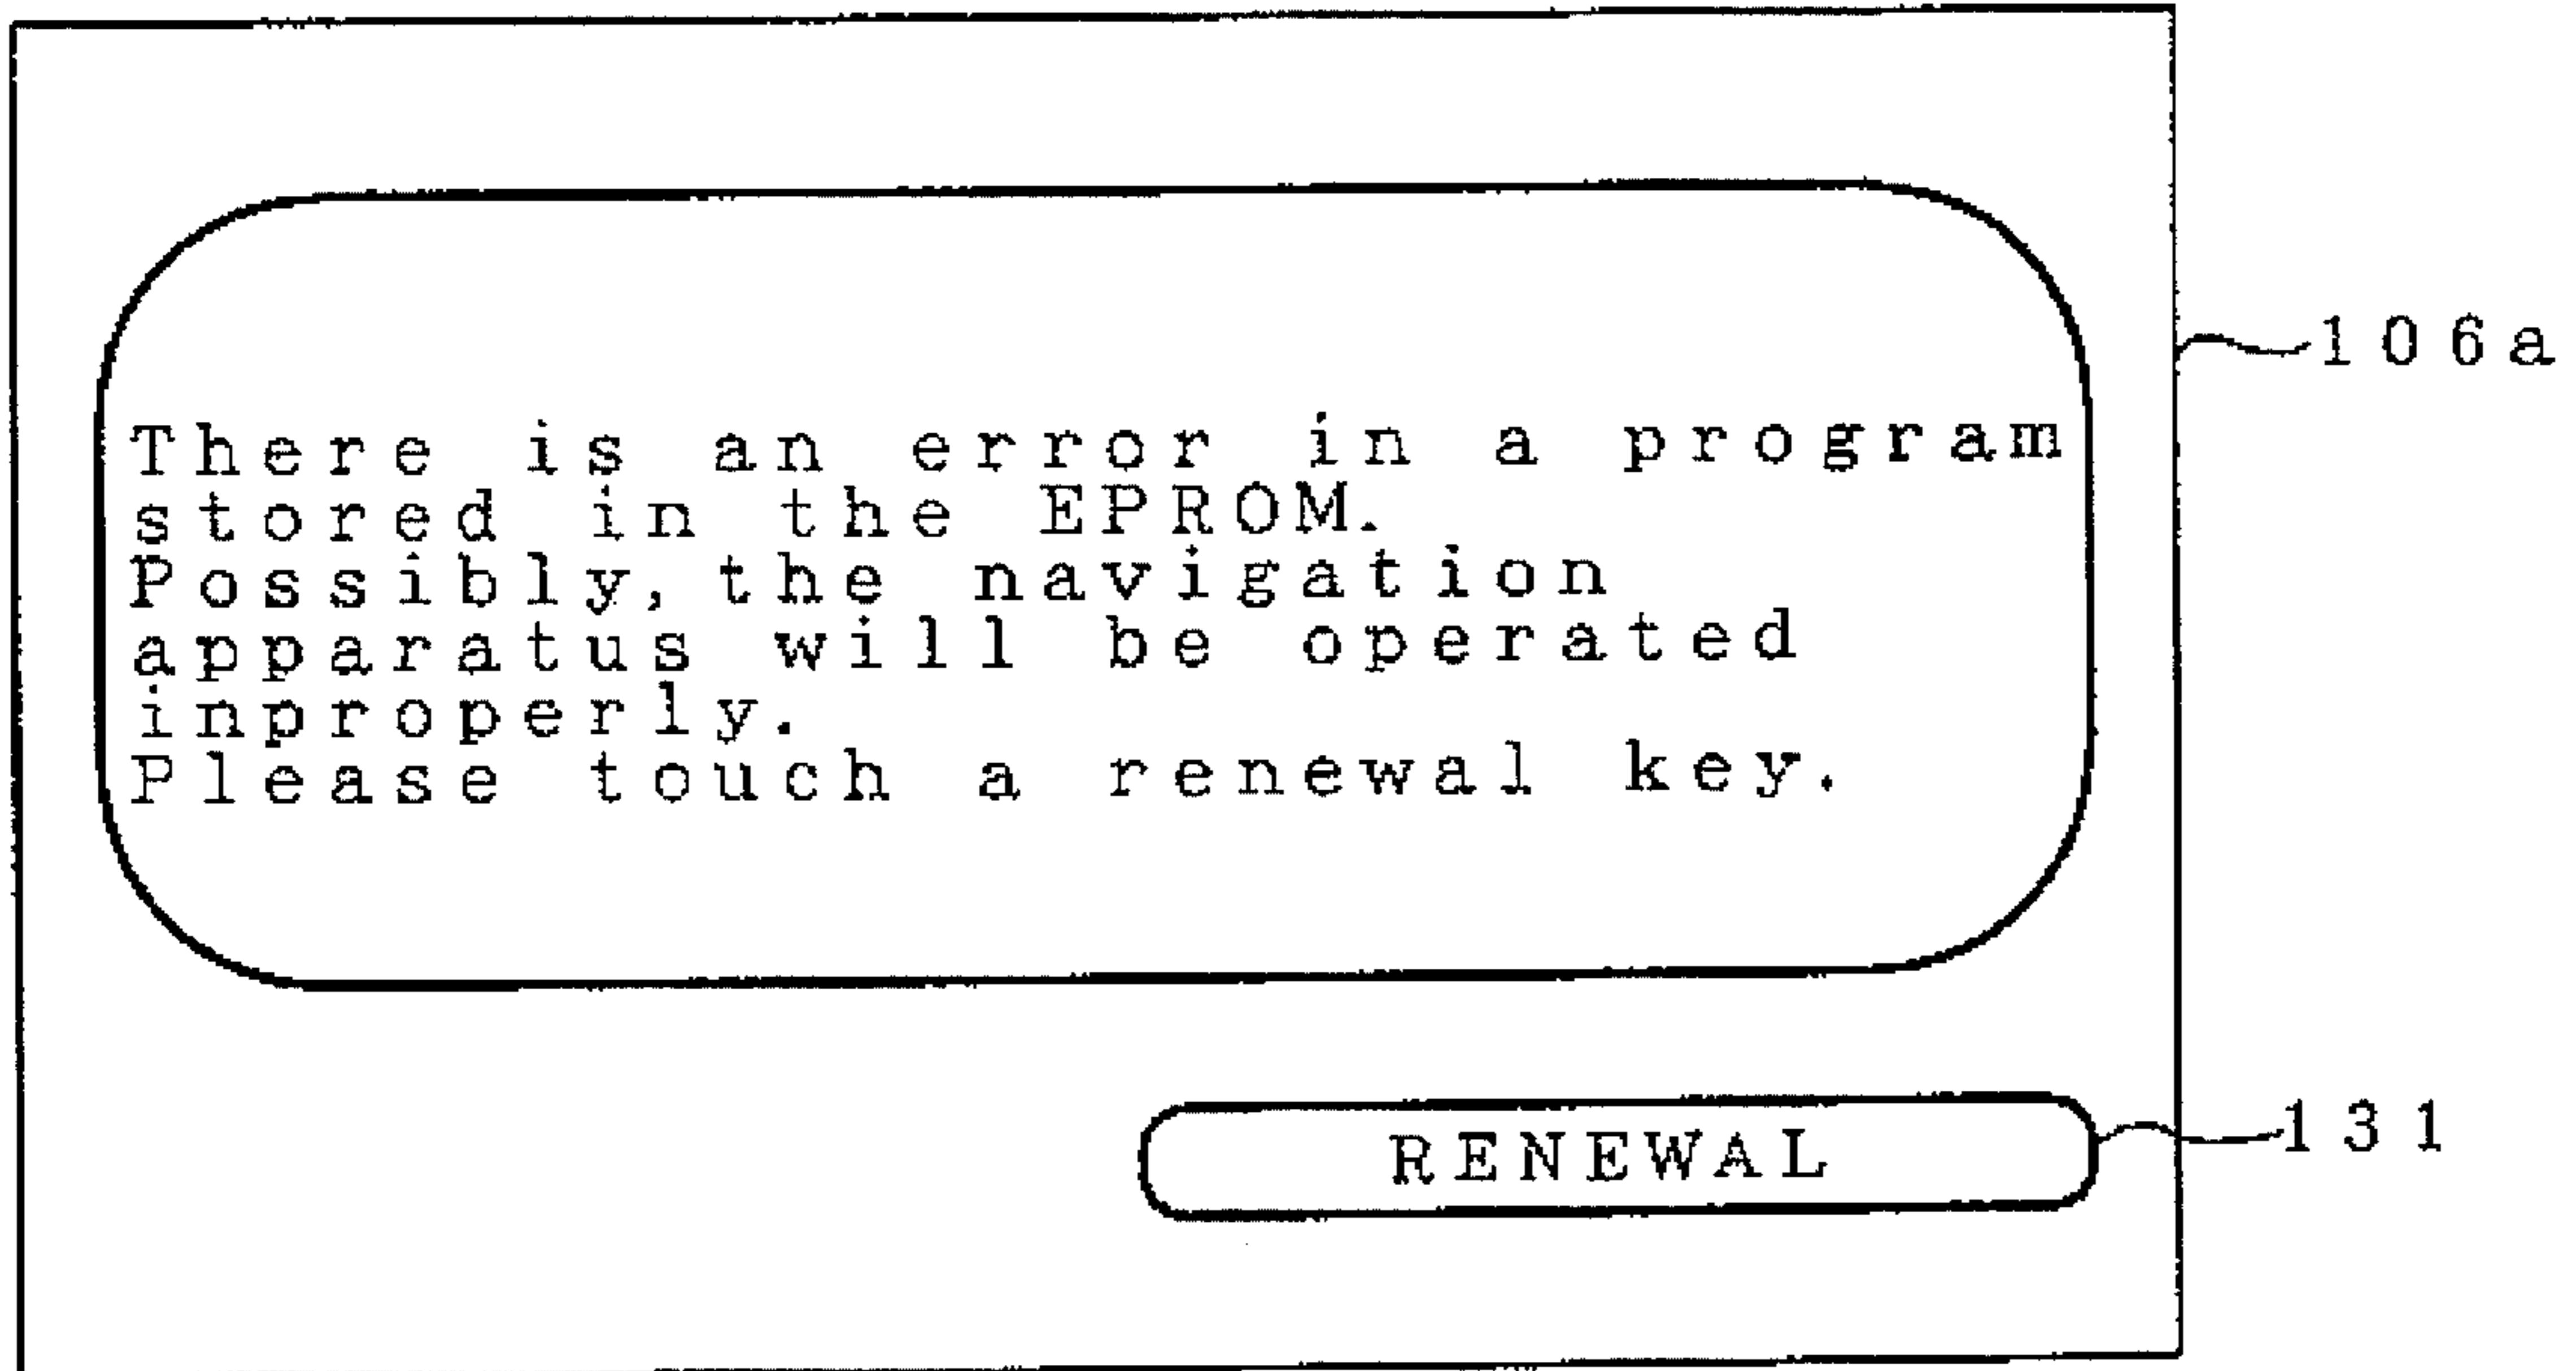 There is an error in a program
stored in the EPROM.
Possibly, the navigation
apparatus will be operated
inproperly.
Please touch a renewal key.
RENEWAL
106a
131